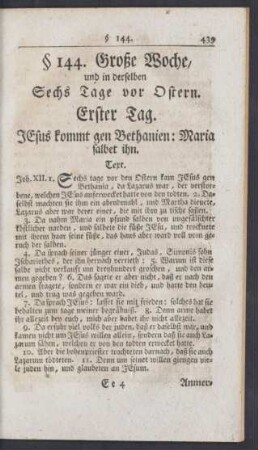 § 144. 439
§ 144. Große Woche,
und in derselben
Sechs Tage vor Ostern.
Erster Tag.
JEsus kommt gen Bethanien: Maria
salbet ihn.
Text.
Joh. XII. 1. Sechs tage vor den Ostern kam JEsus gen
Bethania, da Lazarus war, der verstor-
bene, welchen JEsus auferwecket hatte von den todten. 2. Da-
selbst machten sie ihm ein abendmahl, und Martha dienete,
Lazarus aber war derer einer, die mit ihm zu tische sassen.
3. Da nahm Maria ein pfund salben von ungefälschter
köstlicher narden, und salbete die füsse JEsu, und trocknete
mit ihrem haar seine füsse, das haus aber ward voll vom ge-
ruch der salben.
4. Da sprach seiner jünger einer, Judas, Simonis sohn
Ischariothes, der ihn hernach verrieth: 5. Warum ist diese
salbe nicht verkauft um dreyhundert groschen, und den ar-
men gegeben? 6. Das sagete er aber nicht, daß er nach den
armen fragete, sondern er war ein dieb, und hatte den beu-
tel, und trug was gegeben ward.
7. Da sprach JEsus: lasset sie mit frieden: solches hat sie
behalten zum tage meiner begräbniß. 8. Denn arme habet
ihr allezeit bey euch, mich aber habet ihr nicht allezeit.
9. Da erfuhr viel volks der juden, daß er daselbst war, und
kamen nicht um JEsus willen allein, sondern daß sie auch
Lazarum sähen, welchen er von den todten erwecket hatte.
10. Aber die hohenpriester trachteten darnach, daß sie auch
Lazarum tödteten. 11. Denn um seinet willen giengen vie-
le juden hin, und glaubeten an JEsum.
Ee 4 Anmer-